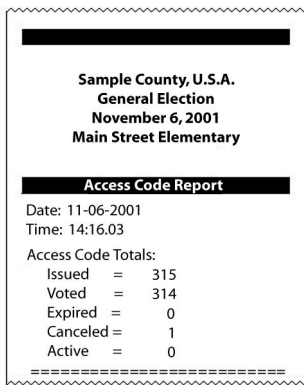 Sample County, U.S.A.
General Election
November 6, 2001
Main Street Elementary
Access Code Report
Date: 11-06-2001
Time: 14:16.03
Access Code Totals:
Issued = 315
Voted = 314
Expired = 0
Canceled = 1
Active = 0
==========================